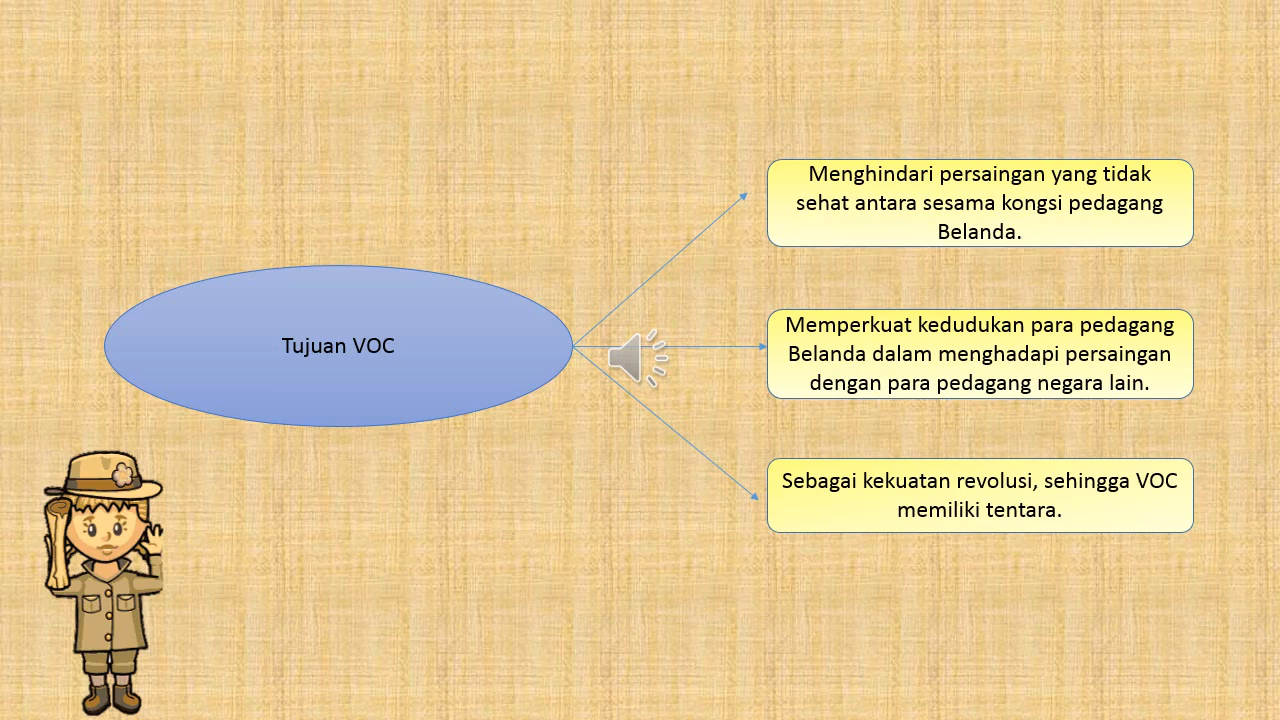 Tujuan VOC
Menghindari persaingan yang tidak
sehat antara sesama kongsi pedagang
Belanda.
Memperkuat kedudukan para pedagang
Belanda dalam menghadapi persaingan
dengan para pedagang negara lain.
Sebagai kekuatan revolusi, sehingga VOC
memiliki tentara.